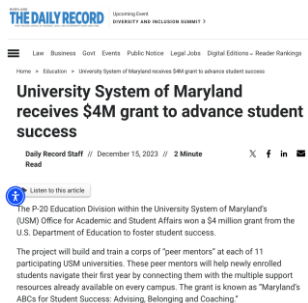 MARYLAND
THE DAILY RECORD
Upcoming Event
DIVERSITY AND INCLUSION SUMMIT >
Law Business Govt Events Public Notice Legal Jobs Digital Editions Reader Rankings
Home > Education > University System of Maryland receives $4M grant to advance student success
University System of Maryland
receives $4M grant to advance student
success
Daily Record Staff // December 15, 2023 // 2 Minute
Read
Listen to this article
The P-20 Education Division within the University System of Maryland's
(USM) Office for Academic and Student Affairs won a $4 million grant from the
U.S. Department of Education to foster student success.
The project will build and train a corps of "peer mentors" at each of 11
participating USM universities. These peer mentors will help newly enrolled
students navigate their first year by connecting them with the multiple support
resources already available on every campus. The grant is known as "Maryland's
ABCs for Student Success: Advising, Belonging and Coaching."